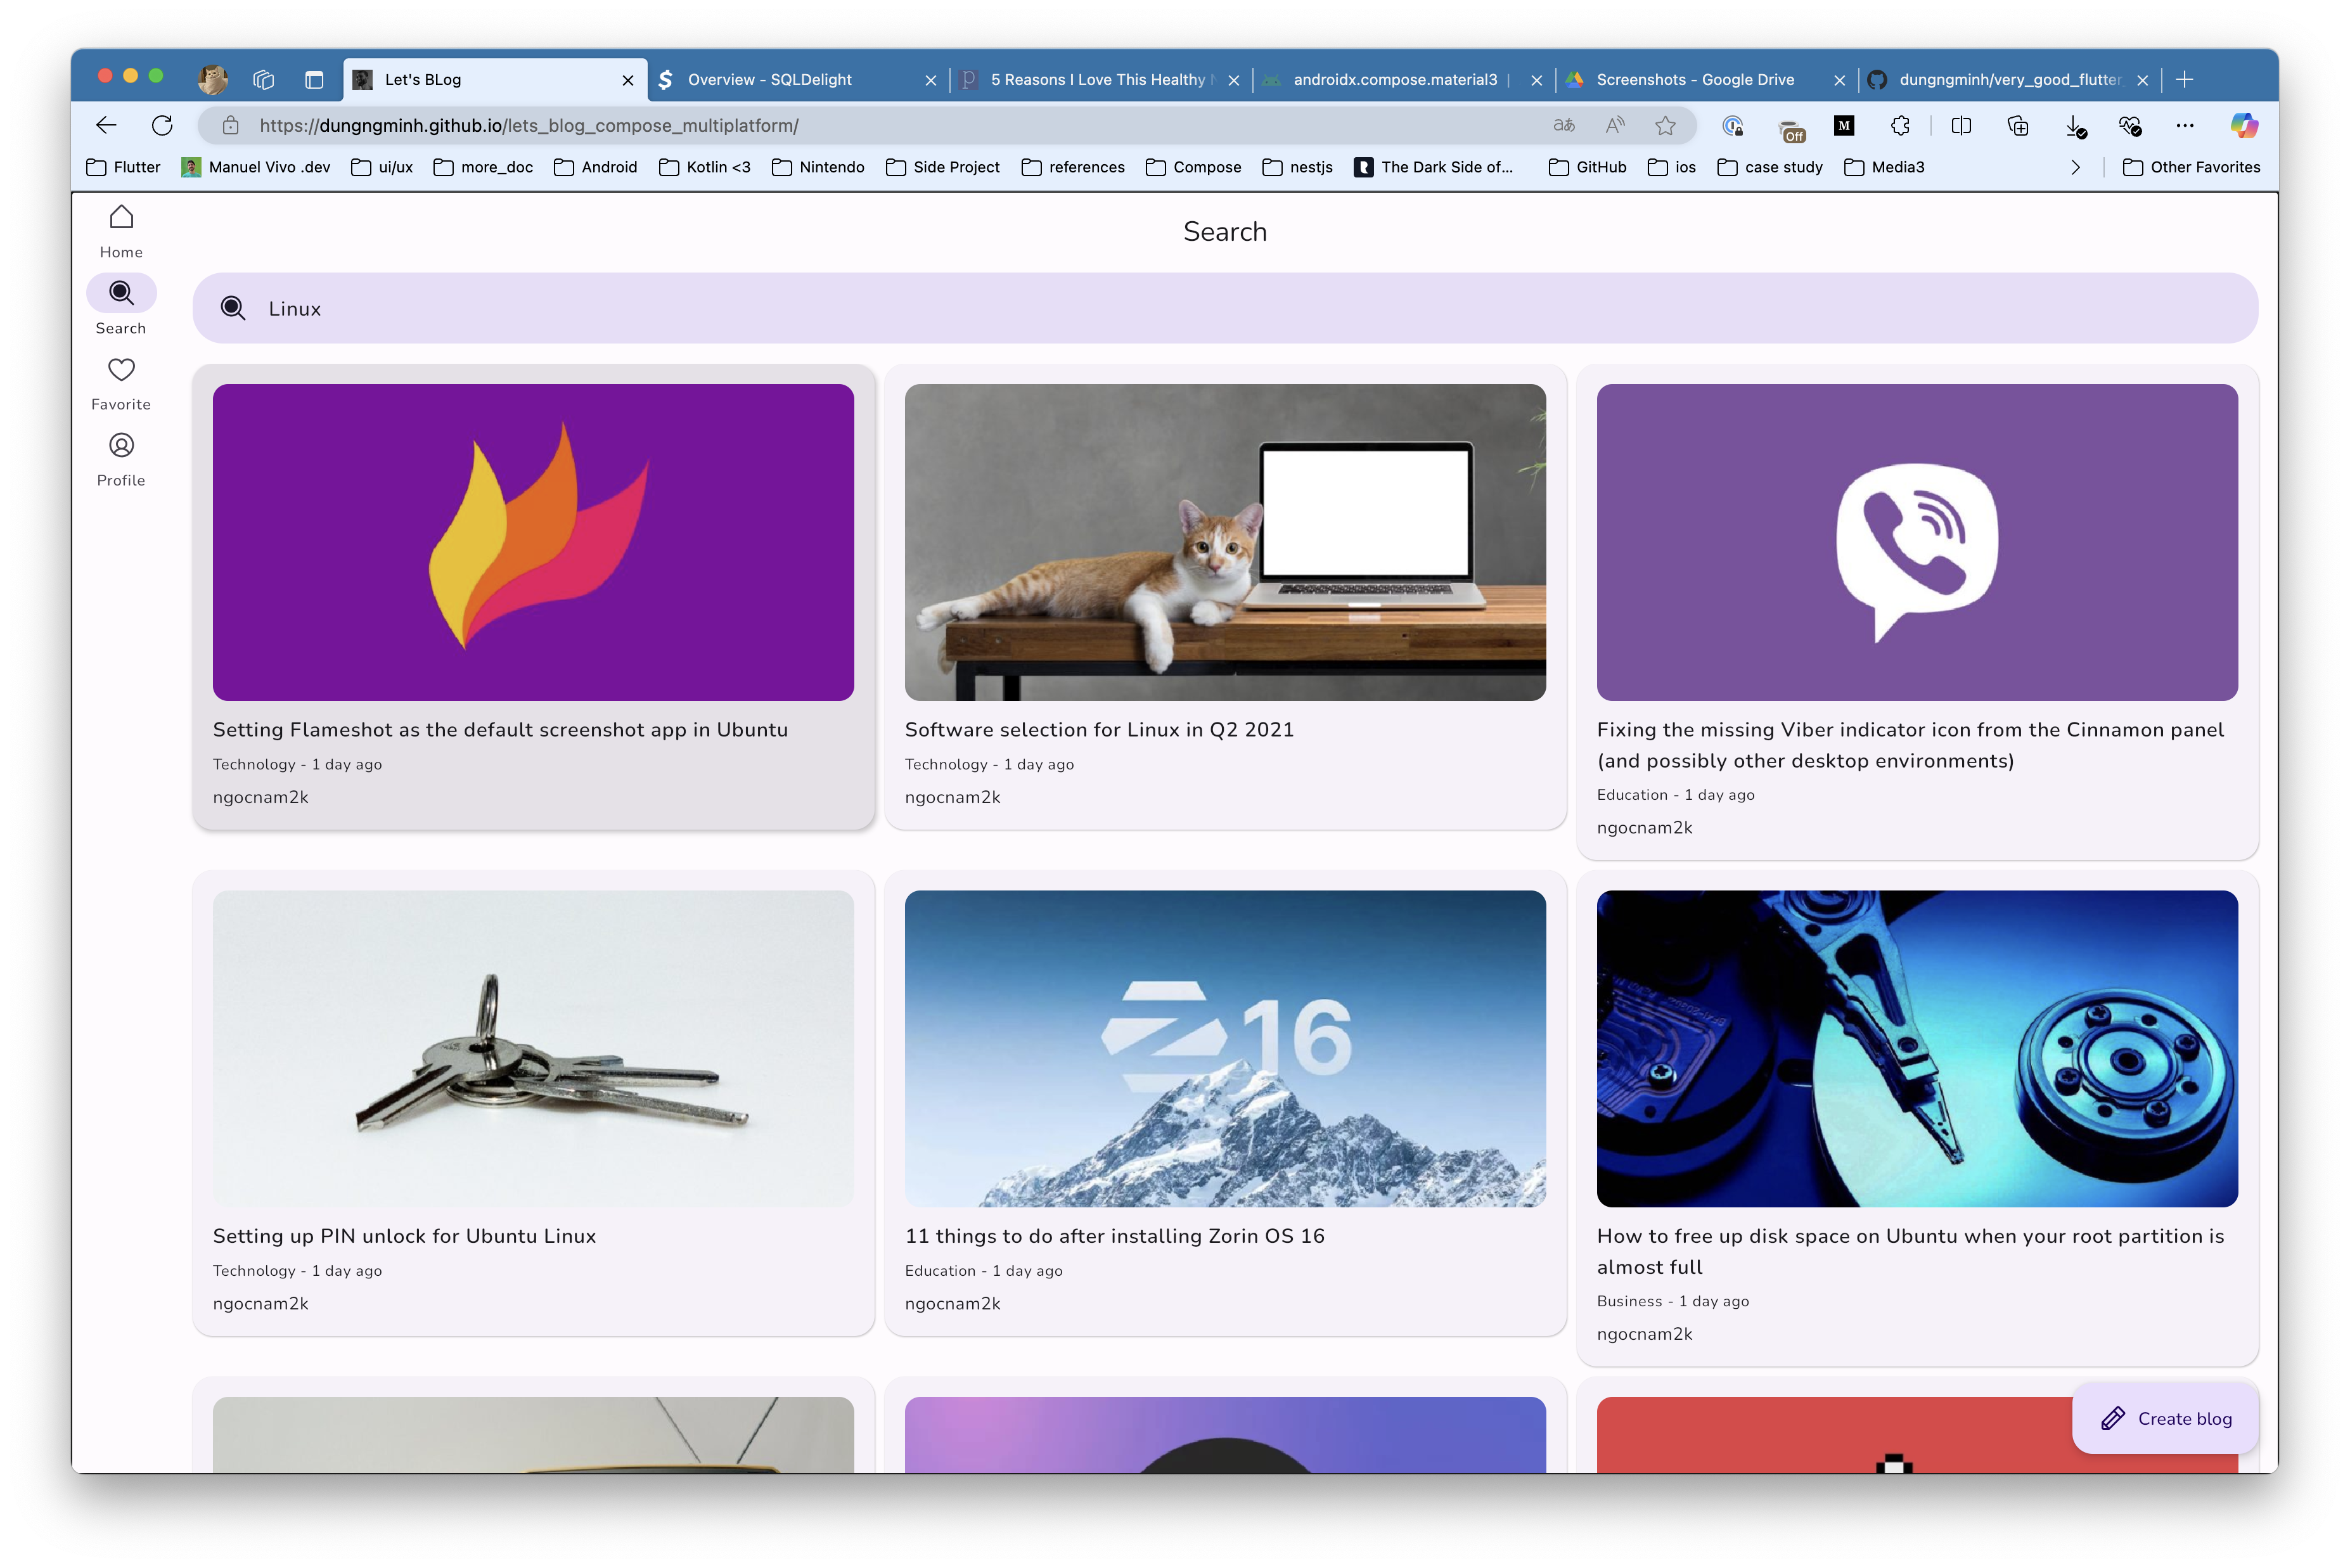 Let's BLog
Overview - SQLDelight
5 Reasons I Love This Healthy
androidx.compose.material3
Screenshots - Google Drive
dungngminh/very_good_flutter
https://dungngminh.github.io/lets_blog_compose_multiplatform/
aあ
A
Off
M
Flutter
Manuel Vivo .dev
ui/ux
more_doc
Android
Kotlin <3
Nintendo
Side Project
references
Compose
nestjs
The Dark Side of...
GitHub
ios
case study
Media3
Other Favorites
Home
Search
Favorite
Profile
Search
Linux
Setting Flameshot as the default screenshot app in Ubuntu
Technology - 1 day ago
ngocnam2k
Software selection for Linux in Q2 2021
Technology - 1 day ago
ngocnam2k
Fixing the missing Viber indicator icon from the Cinnamon panel
(and possibly other desktop environments)
Education - 1 day ago
ngocnam2k
Setting up PIN unlock for Ubuntu Linux
Technology - 1 day ago
ngocnam2k
16
11 things to do after installing Zorin OS 16
Education - 1 day ago
ngocnam2k
How to free up disk space on Ubuntu when your root partition is
almost full
Business - 1 day ago
ngocnam2k
Create blog